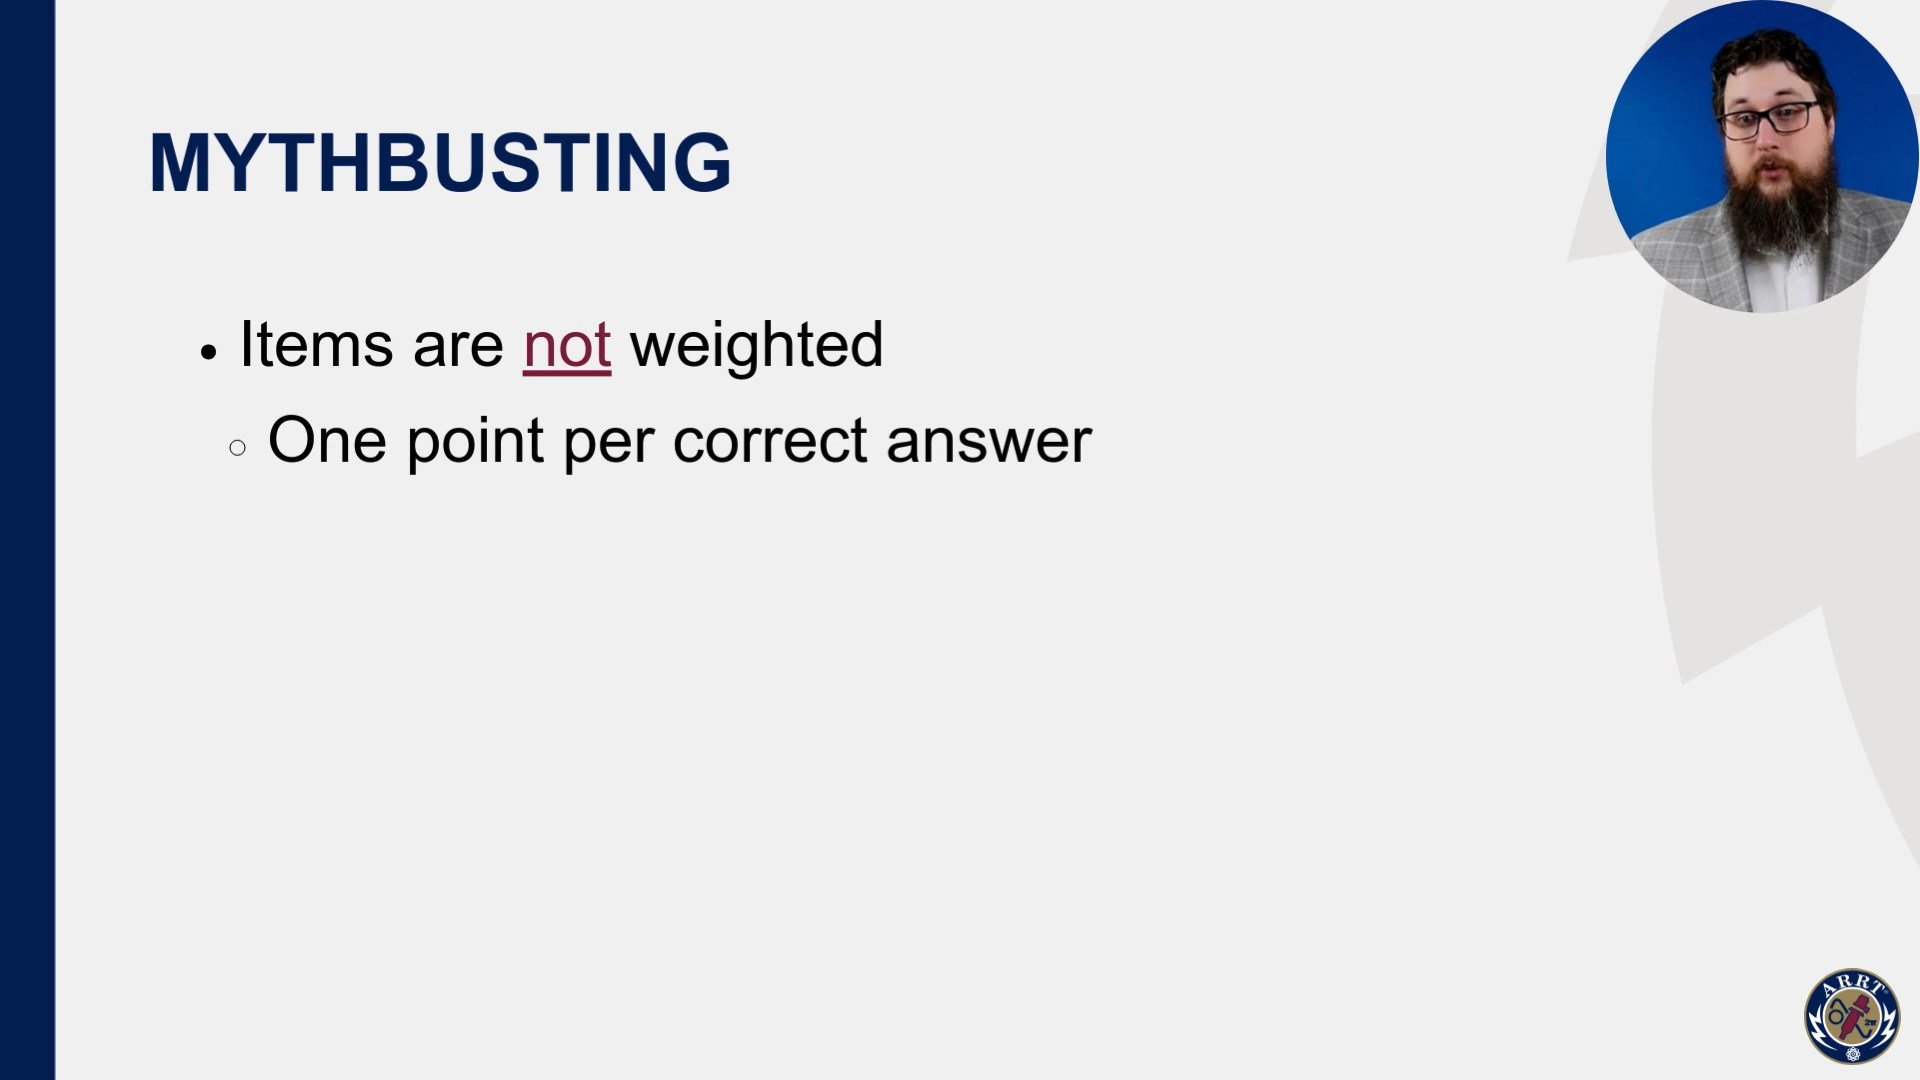 MYTHBUSTING
Items are not weighted
One point per correct answer
ARRT